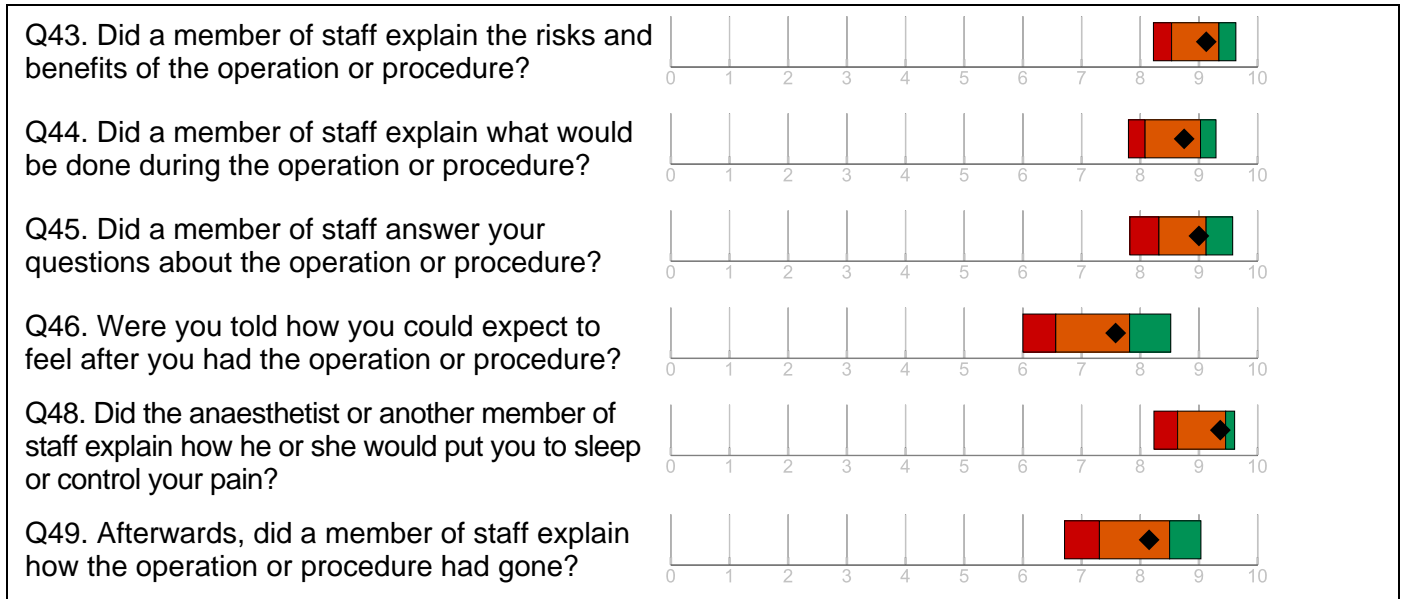 Q43. Did a member of staff explain the risks and
benefits of the operation or procedure?
0 1 2 3 4 5 6 7 8 9 10
Q44. Did a member of staff explain what would
be done during the operation or procedure?
0 1 2 3 4 5 6 7 8 9 10
Q45. Did a member of staff answer your
questions about the operation or procedure?
0 1 2 3 4 5 6 7 8 9 10
Q46. Were you told how you could expect to
feel after you had the operation or procedure?
0 1 2 3 4 5 6 7 8 9 10
Q48. Did the anaesthetist or another member of
staff explain how he or she would put you to sleep
or control your pain?
0 1 2 3 4 5 6 7 8 9 10
Q49. Afterwards, did a member of staff explain
how the operation or procedure had gone?
0 1 2 3 4 5 6 7 8 9 10